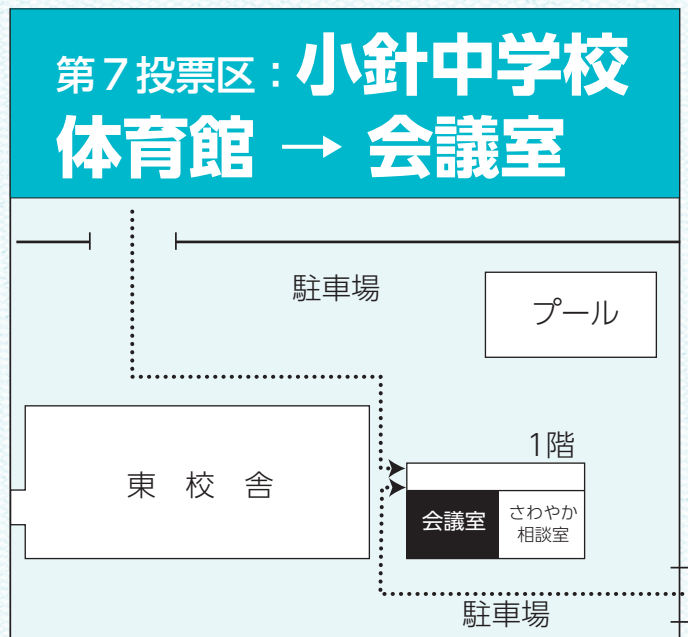 第7投票区：小針中学校
体育館 → 会議室
駐車場
プール
1階
東 校 舎
会議室
さわやか
相談室
駐車場